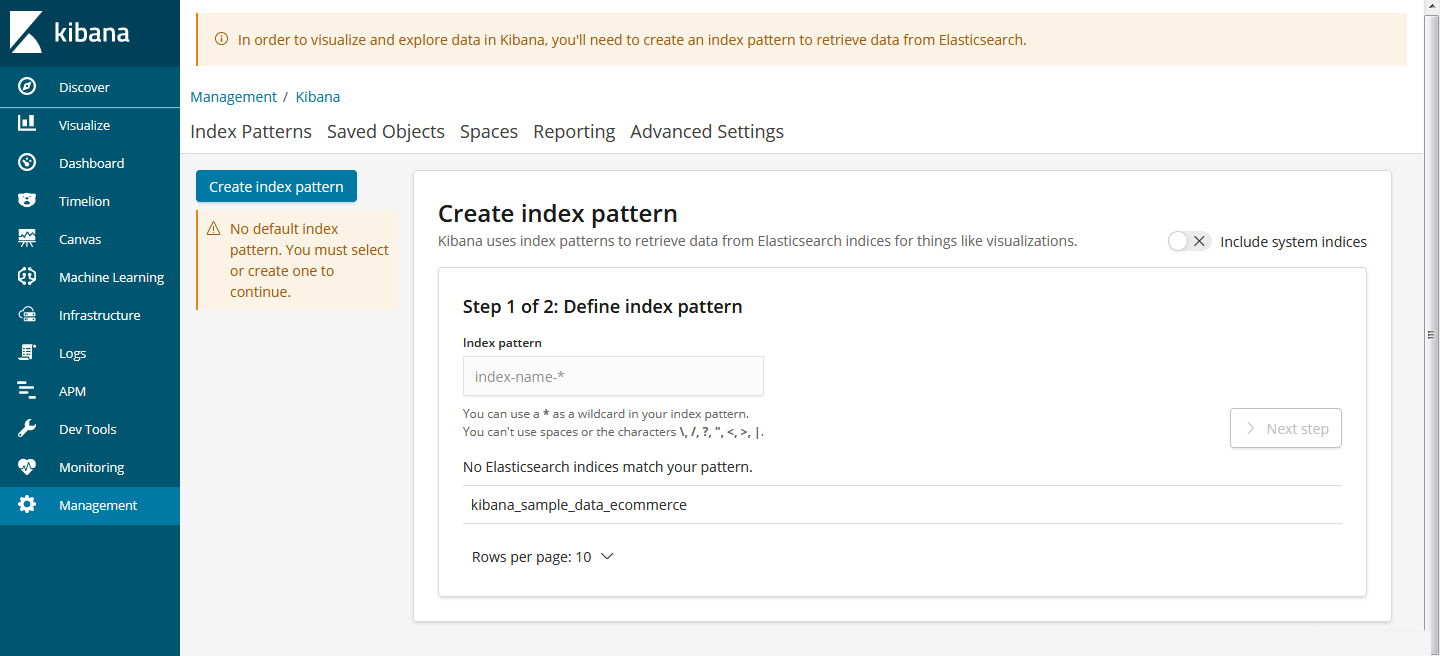 kibana
Discover
Visualize
Dashboard
Timelion
Canvas
Machine Learning
Infrastructure
Logs
APM
Dev Tools
Monitoring
Management
In order to visualize and explore data in Kibana, you'll need to create an index pattern to retrieve data from Elasticsearch.
Management / Kibana
Index Patterns Saved Objects Spaces Reporting Advanced Settings
Create index pattern
No default index
pattern. You must select
or create one to
continue.
Create index pattern
Kibana uses index patterns to retrieve data from Elasticsearch indices for things like visualizations.
Include system indices
Step 1 of 2: Define index pattern
Index pattern
index-name-*
You can use a * as a wildcard in your index pattern.
You can't use spaces or the characters \, /, ?, ", <, >, |.
Next step
No Elasticsearch indices match your pattern.
kibana_sample_data_ecommerce
Rows per page: 10